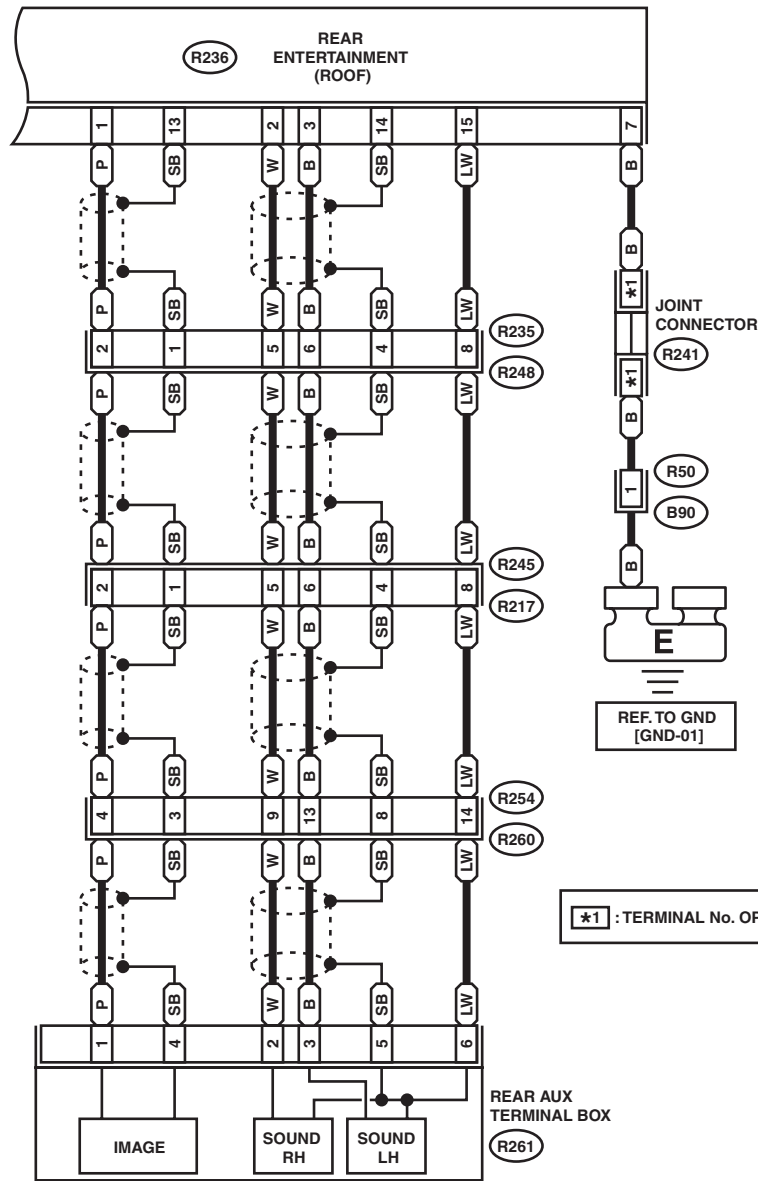 R236
REAR
ENTERTAINMENT
(ROOF)
1 13 2 3 14 15 7
P SB W B SB LW B
P SB W B SB LW B
R235
*1
JOINT
CONNECTOR
2 1 5 6 4 8
R241
R248
*1
P SB W B SB LW B
R50
1
B90
P SB W B SB LW B
R245
2 1 5 6 4 8
R217
P SB W B SB LW
E
REF. TO GND
[GND-01]
P SB W B SB LW
R254
4 3 9 13 8 14
R260
P SB W B SB LW
*1 : TERMINAL No. OP
P SB W B SB LW
1 4 2 3 5 6
REAR AUX
TERMINAL BOX
R261
IMAGE
SOUND
RH
SOUND
LH